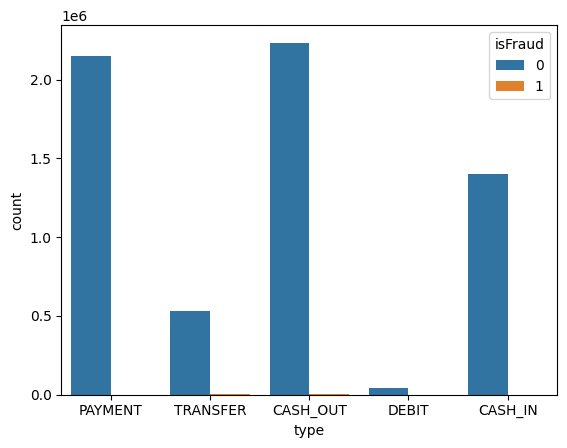 1e6
isFraud
0
1
2.0
1.5
1.0
0.5
0.0
count
PAYMENT TRANSFER CASH_OUT DEBIT CASH_IN
type